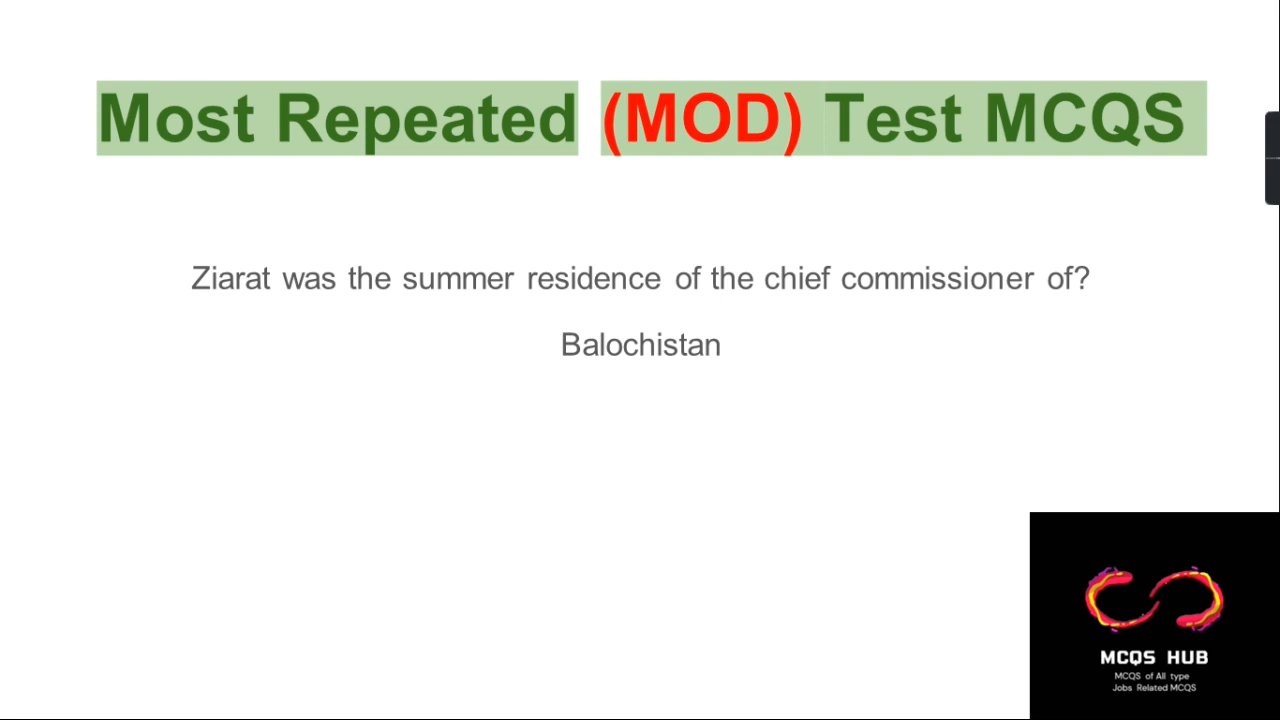 Most Repeated (MOD) Test MCQS
Ziarat was the summer residence of the chief commissioner of?
Balochistan
MCQS HUB
MCQS of All type
Jobs Related MCQS